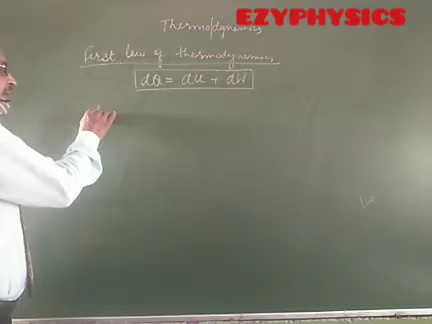 EZYPHYSICS
Thermodynamics
First law of thermodynamics
dQ = dU + dW